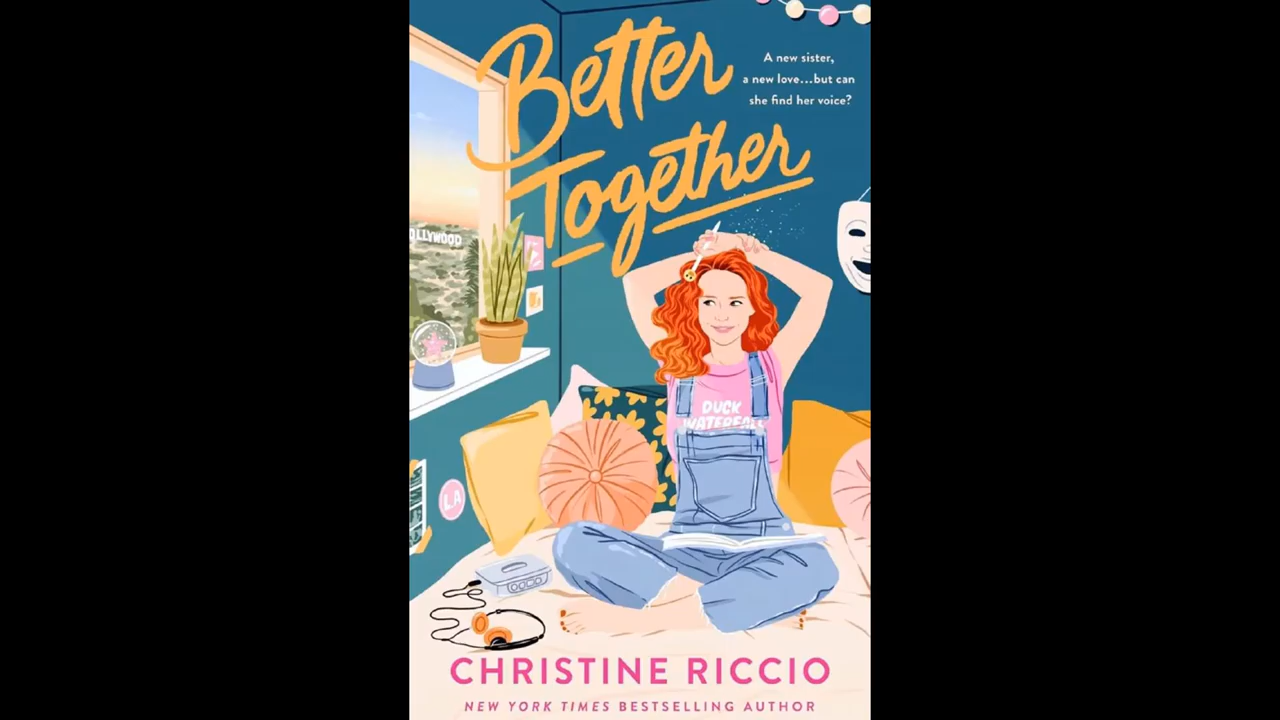 Better
Together
A new sister,
a new love...but can
she find her voice?
OLLYWOOD
DUCK
WATERFALL
LA
CHRISTINE RICCIO
NEW YORK TIMES BESTSELLING AUTHOR